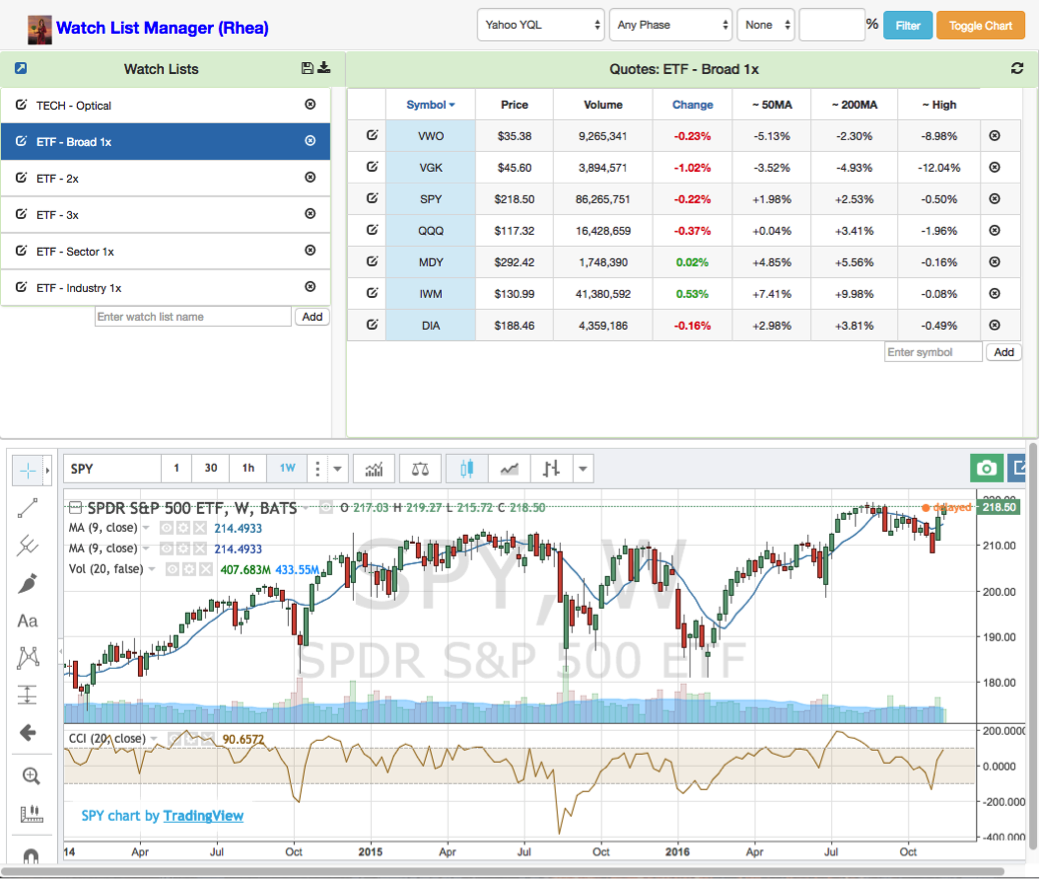 Watch List Manager (Rhea)
Yahoo YQL Any Phase None % Filter Toggle Chart
Watch Lists
TECH - Optical
ETF - Broad 1x
ETF - 2x
ETF - 3x
ETF - Sector 1x
ETF - Industry 1x
Enter watch list name Add
Quotes: ETF - Broad 1x
Symbol Price Volume Change ~ 50MA ~ 200MA ~ High
VWO $35.38 9,265,341 -0.23% -5.13% -2.30% -8.98%
VGK $45.60 3,894,571 -1.02% -3.52% -4.93% -12.04%
SPY $218.50 86,265,751 -0.22% +1.98% +2.53% -0.50%
QQQ $117.32 16,428,659 -0.37% +0.04% +3.41% -1.96%
MDY $292.42 1,748,390 0.02% +4.85% +5.56% -0.16%
IWM $130.99 41,380,592 0.53% +7.41% +9.98% -0.08%
DIA $188.46 4,359,186 -0.16% +2.98% +3.81% -0.49%
Enter symbol Add
SPY 1 30 1h 1W
SPDR S&P 500 ETF, W, BATS O 217.03 H 219.27 L 215.72 C 218.50
delayed 218.50
MA (9, close) 214.4933
MA (9, close) 214.4933
Vol (20, false) 407.683M 433.55M
Aa
SPY, W
SPDR S&P 500 ETF
220.00
210.00
200.00
190.00
180.00
CCI (20, close) 90.6572
200.0000
0.0000
-200.0000
-400.0000
SPY chart by TradingView
14 Apr Jul Oct 2015 Apr Jul Oct 2016 Apr Jul Oct